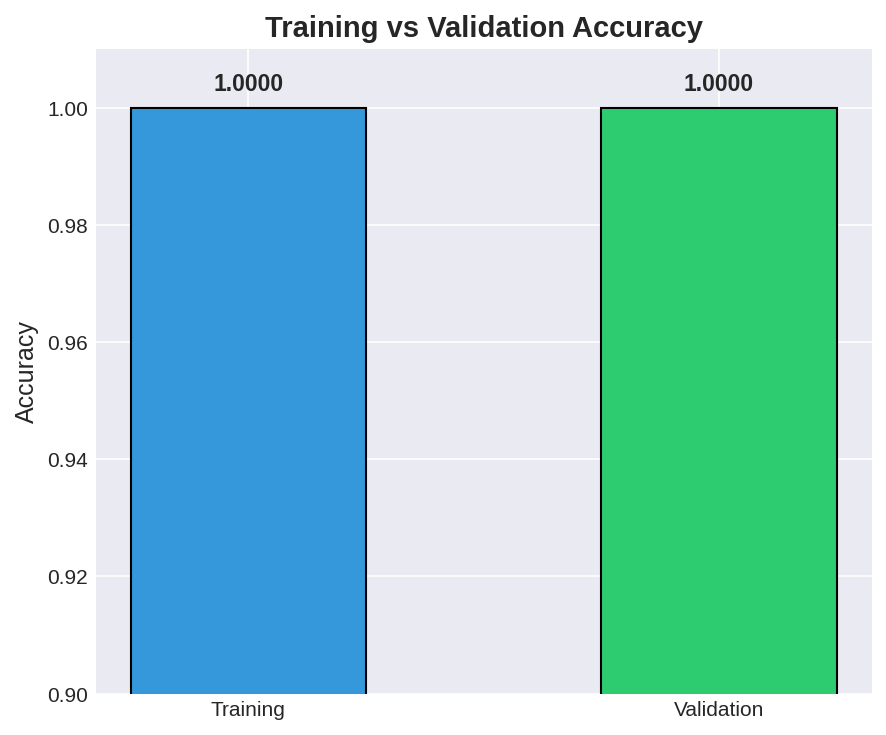 Training vs Validation Accuracy
1.0000 1.0000
1.00
0.98
0.96
0.94
0.92
0.90
Accuracy
Training Validation